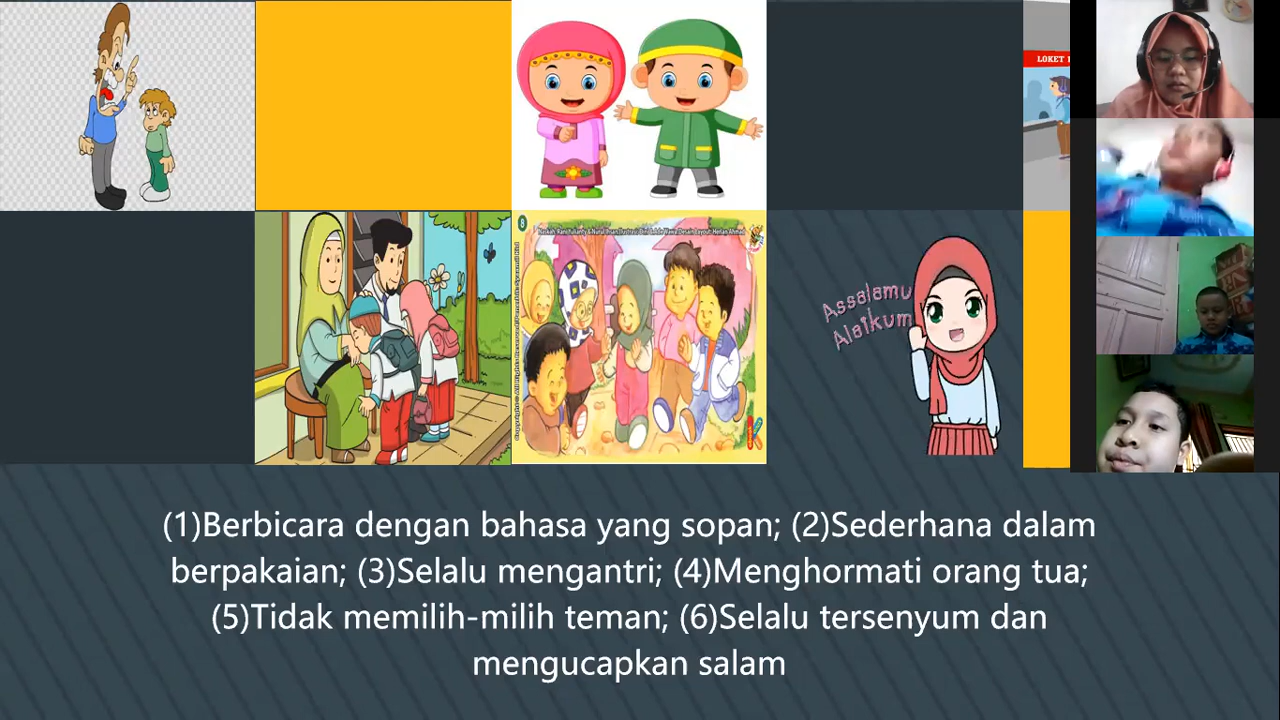 LOKET
Assalamu
Alaikum
(1)Berbicara dengan bahasa yang sopan; (2)Sederhana dalam
berpakaian; (3)Selalu mengantri; (4)Menghormati orang tua;
(5)Tidak memilih-milih teman; (6)Selalu tersenyum dan
mengucapkan salam